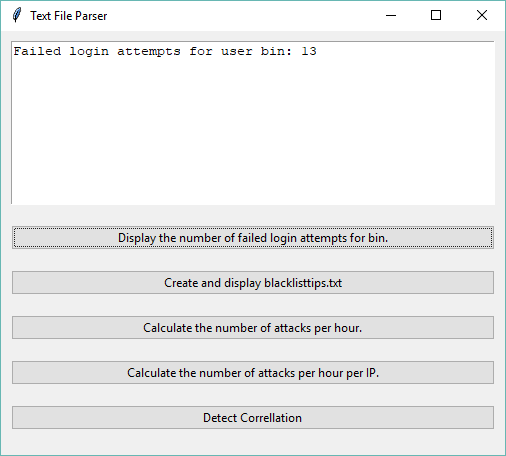 Text File Parser
Failed login attempts for user bin: 13
Display the number of failed login attempts for bin.
Create and display blacklisttips.txt
Calculate the number of attacks per hour.
Calculate the number of attacks per hour per IP.
Detect Correllation